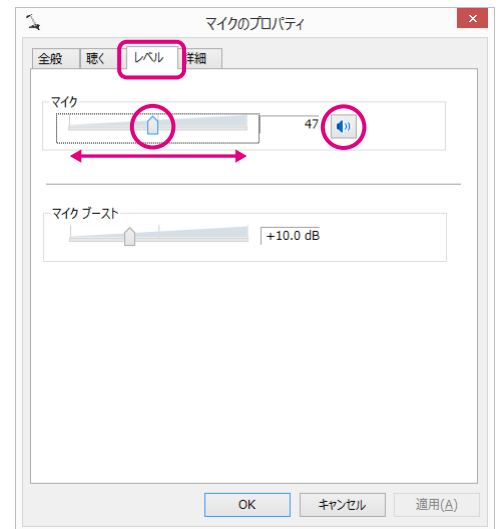 マイクのプロパティ
全般 聴く レベル 詳細
マイク
47
マイク ブースト
+10.0 dB
OK キャンセル 適用(A)